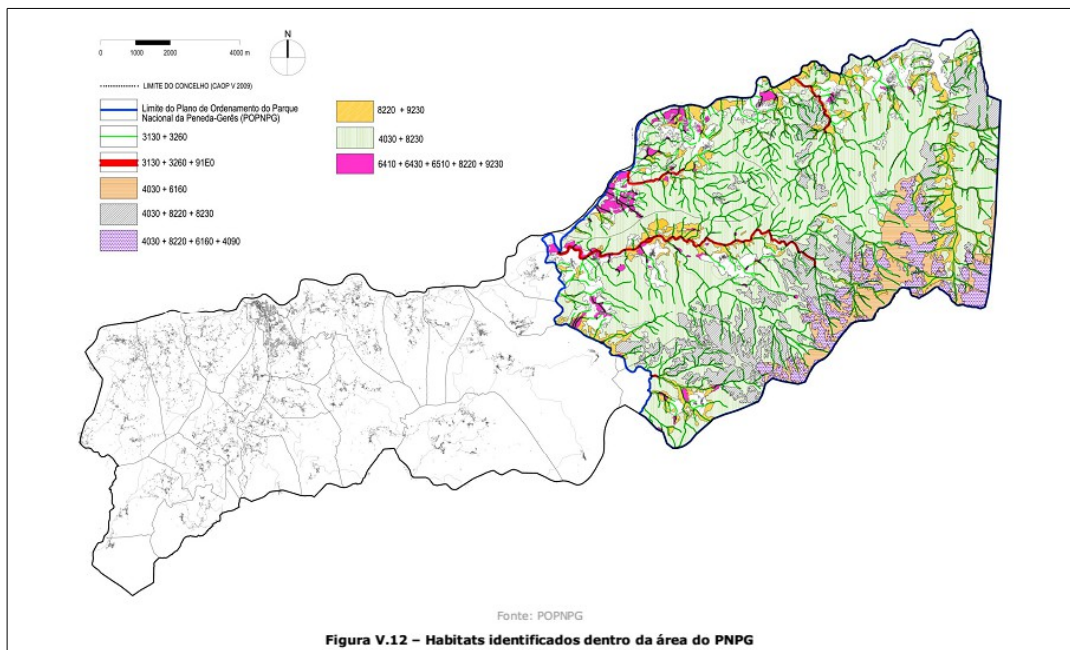 N
0 1000 2000 4000 m
LIMITE DO CONCELHO (CAOP V 2009)
Limite do Plano de Ordenamento do Parque
Nacional da Peneda-Gerês (POPNPG)
3130 + 3260
3130 + 3260 + 91E0
4030 + 6160
4030 + 8220 + 8230
4030 + 8220 + 6160 + 4090
8220 + 9230
4030 + 8230
6410 + 6430 + 6510 + 8220 + 9230
Fonte: POPNPG
Figura V.12 – Habitats identificados dentro da área do PNPG